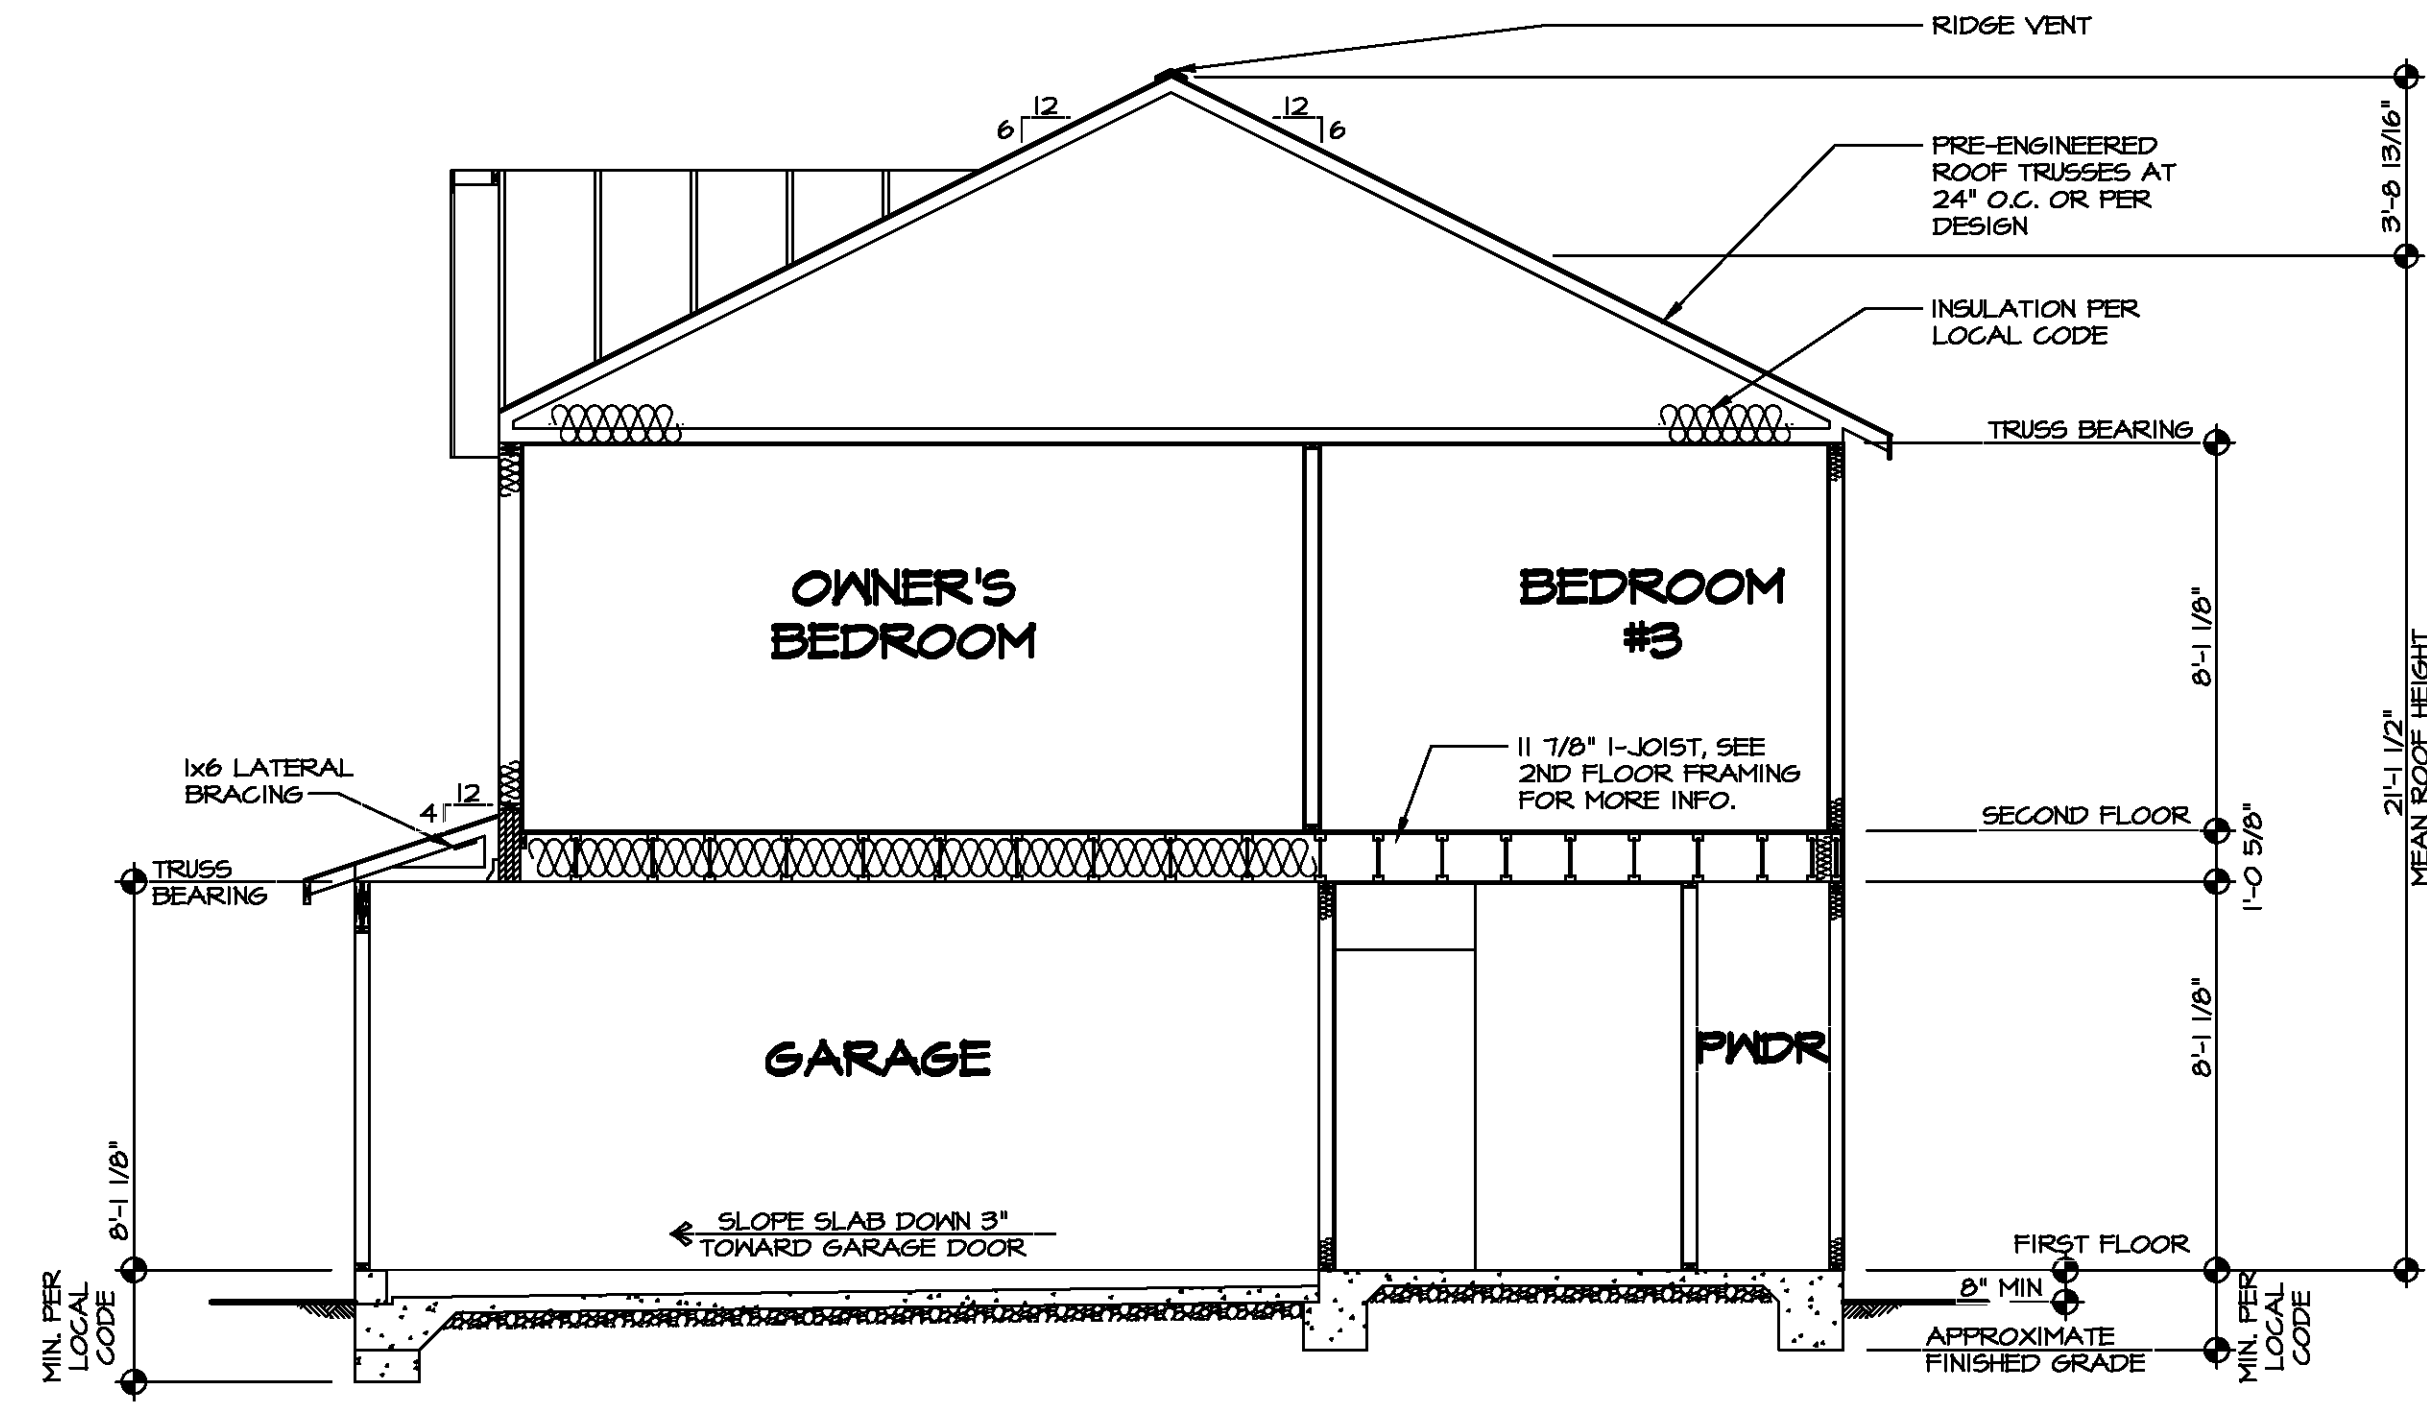 RIDGE VENT
12
6
12
6
3'-8 13/16"
PRE-ENGINEERED
ROOF TRUSSES AT
24" O.C. OR PER
DESIGN
INSULATION PER
LOCAL CODE
TRUSS BEARING
OWNER'S
BEDROOM
BEDROOM
#3
8'-1 1/8"
21'-1 1/2"
MEAN ROOF HEIGHT
11 7/8" I-JOIST, SEE
2ND FLOOR FRAMING
FOR MORE INFO.
1x6 LATERAL
BRACING
12
4
SECOND FLOOR
1'-0 5/8"
TRUSS
BEARING
GARAGE
PWDR
8'-1 1/8"
8'-1 1/8"
SLOPE SLAB DOWN 3"
TOWARD GARAGE DOOR
FIRST FLOOR
8" MIN
MIN. PER
LOCAL
CODE
MIN. PER
LOCAL
CODE
APPROXIMATE
FINISHED GRADE